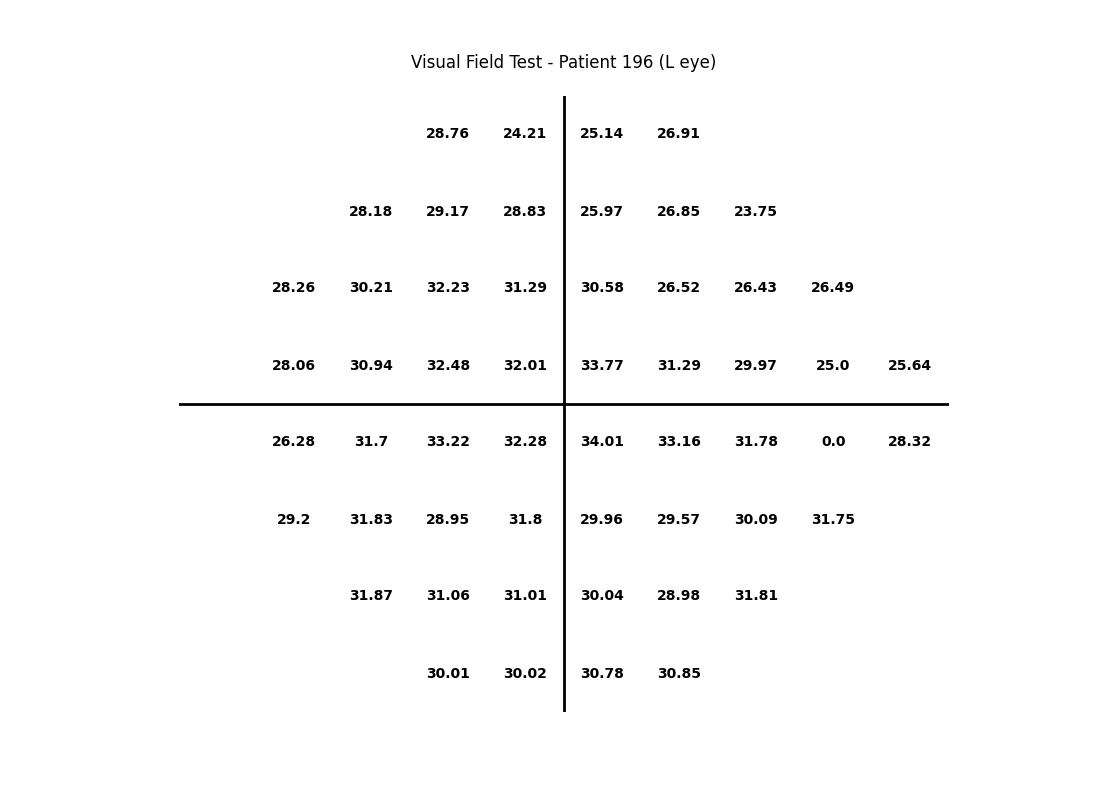 Visual Field Test - Patient 196 (L eye)
28.76 24.21 25.14 26.91
28.18 29.17 28.83 25.97 26.85 23.75
28.26 30.21 32.23 31.29 30.58 26.52 26.43 26.49
28.06 30.94 32.48 32.01 33.77 31.29 29.97 25.0 25.64
26.28 31.7 33.22 32.28 34.01 33.16 31.78 0.0 28.32
29.2 31.83 28.95 31.8 29.96 29.57 30.09 31.75
31.87 31.06 31.01 30.04 28.98 31.81
30.01 30.02 30.78 30.85